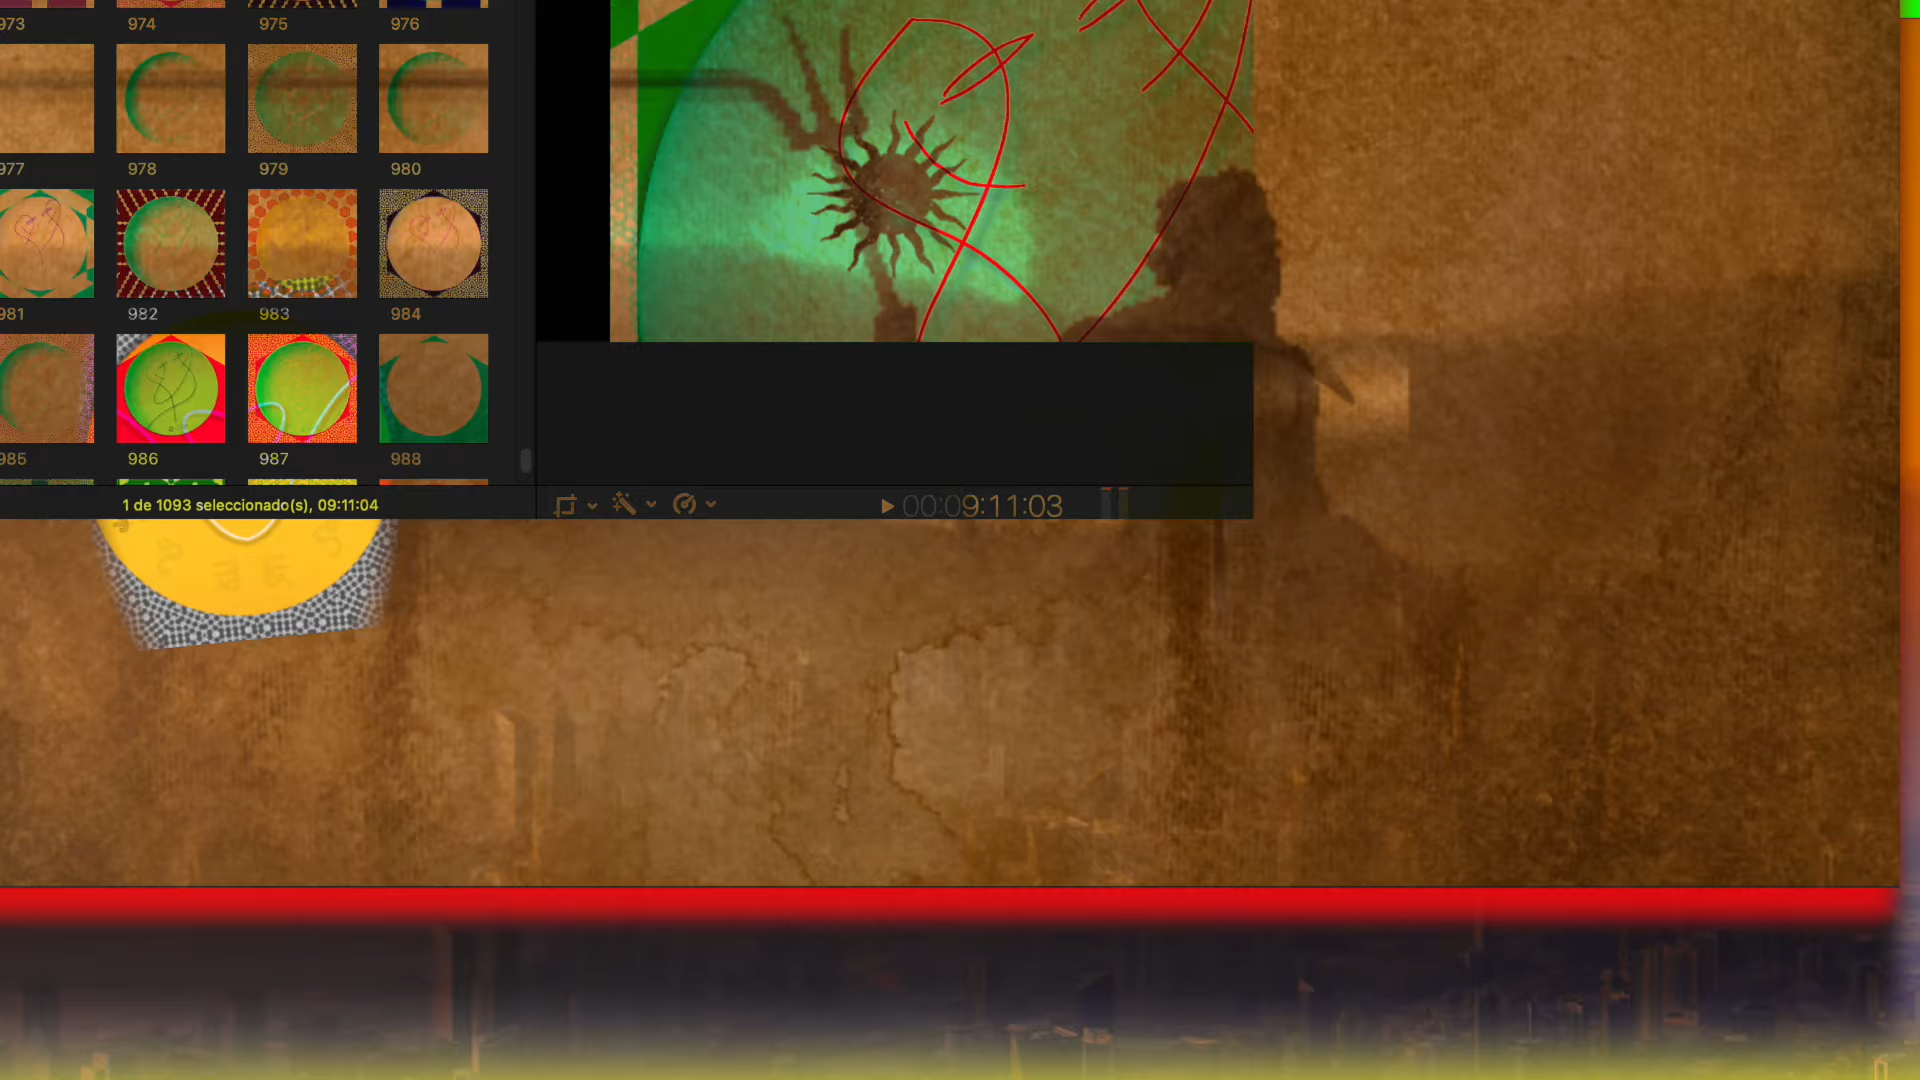 973 974 975 976
977 978 979 980
981 982 983 984
985 986 987 988
1 de 1093 seleccionado(s), 09:11:04
00:09:11:03